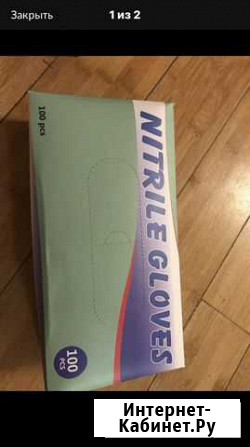 Закрыть
1 из 2
100 pcs
NITRILE GLOVES
100
PCS
Интернет-
Кабинет.Ру